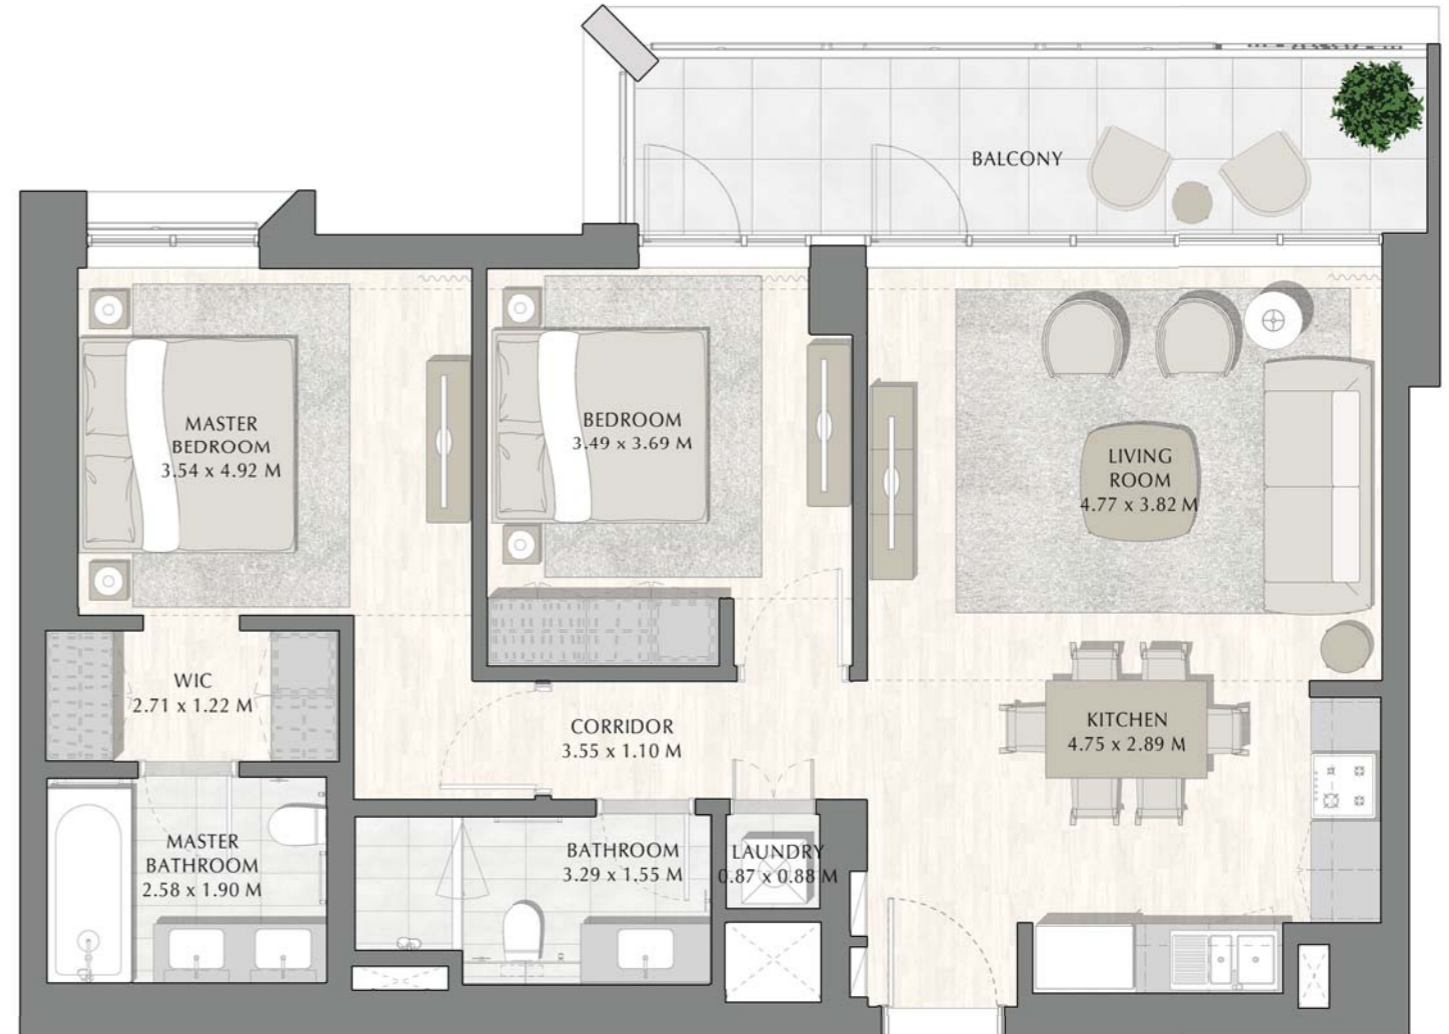 BALCONY
MASTER
BEDROOM
3.54 x 4.92 M
BEDROOM
3.49 x 3.69 M
LIVING
ROOM
4.77 x 3.82 M
WIC
2.71 x 1.22 M
CORRIDOR
3.55 x 1.10 M
KITCHEN
4.75 x 2.89 M
MASTER
BATHROOM
2.58 x 1.90 M
BATHROOM
3.29 x 1.55 M
LAUNDRY
0.87 x 0.88 M